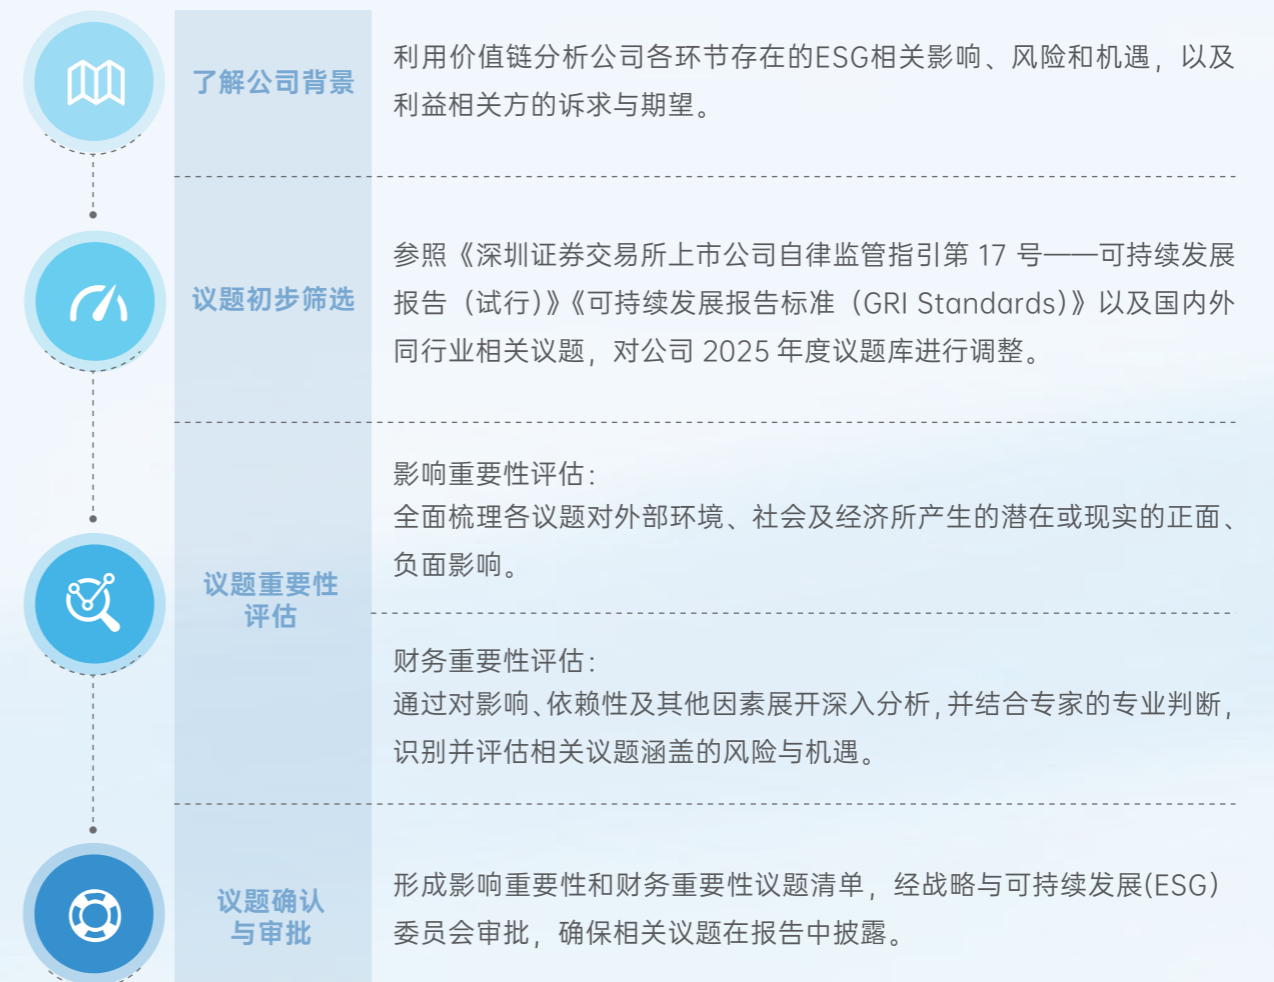 了解公司背景
利用价值链分析公司各环节存在的ESG相关影响、风险和机遇，以及
利益相关方的诉求与期望。
议题初步筛选
参照《深圳证券交易所上市公司自律监管指引第 17 号——可持续发展
报告（试行）》《可持续发展报告标准（GRI Standards）》以及国内外
同行业相关议题，对公司 2025 年度议题库进行调整。
议题重要性
评估
影响重要性评估：
全面梳理各议题对外部环境、社会及经济所产生的潜在或现实的正面、
负面影响。
财务重要性评估：
通过对影响、依赖性及其他因素展开深入分析，并结合专家的专业判断，
识别并评估相关议题涵盖的风险与机遇。
议题确认
与审批
形成影响重要性和财务重要性议题清单，经战略与可持续发展(ESG）
委员会审批，确保相关议题在报告中披露。